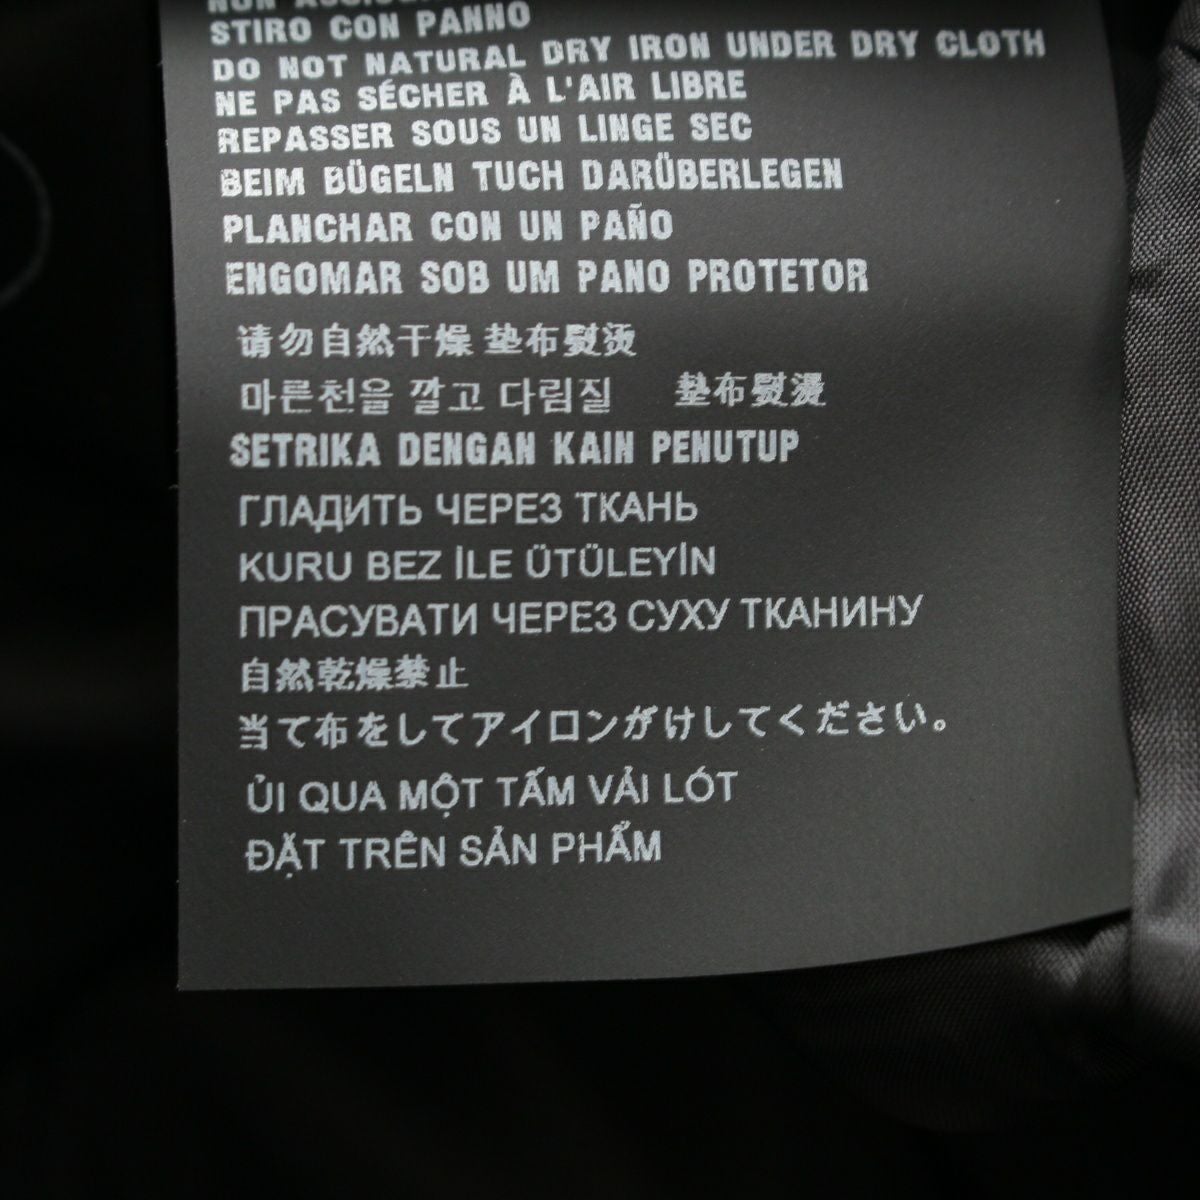 STIRO CON PANNO
DO NOT NATURAL DRY IRON UNDER DRY CLOTH
NE PAS SÉCHER À L'AIR LIBRE
REPASSER SOUS UN LINGE SEC
BEIM BÜGELN TUCH DARÜBERLEGEN
PLANCHAR CON UN PAÑO
ENGOMAR SOB UM PANO PROTETOR
请勿自然干燥 垫布熨烫
마른천을 깔고 다림질 墊布熨燙
SETRIKA DENGAN KAIN PENUTUP
ГЛАДИТЬ ЧЕРЕЗ ТКАНЬ
KURU BEZ İLE ÜTÜLEYİN
ПРАСУВАТИ ЧЕРЕЗ СУХУ ТКАНИНУ
自然乾燥禁止
当て布をしてアイロンがけしてください。
ỦI QUA MỘT TẤM VẢI LÓT
ĐẶT TRÊN SẢN PHẨM